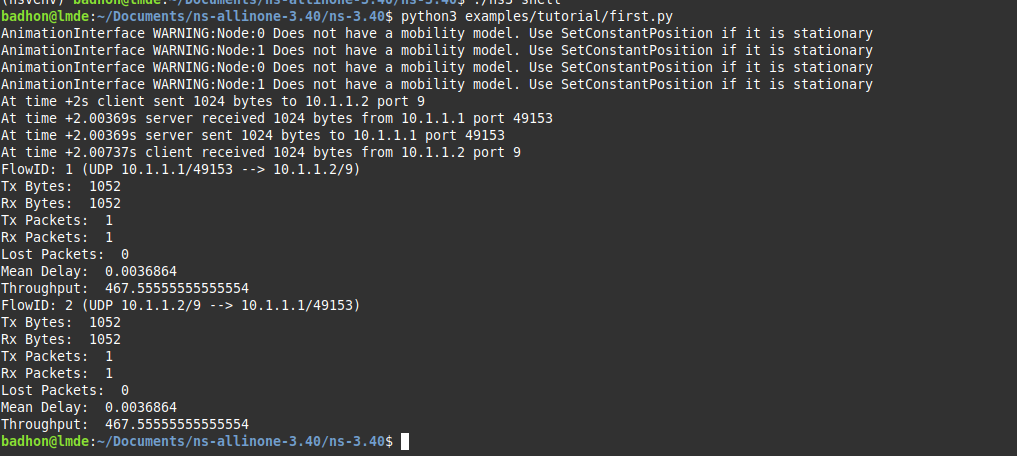 (nsvenv) badhon@lmde:~/Documents/ns-allinone-3.40/ns-3.40$ ./ns3 shell
badhon@lmde:~/Documents/ns-allinone-3.40/ns-3.40$ python3 examples/tutorial/first.py
AnimationInterface WARNING:Node:0 Does not have a mobility model. Use SetConstantPosition if it is stationary
AnimationInterface WARNING:Node:1 Does not have a mobility model. Use SetConstantPosition if it is stationary
AnimationInterface WARNING:Node:0 Does not have a mobility model. Use SetConstantPosition if it is stationary
AnimationInterface WARNING:Node:1 Does not have a mobility model. Use SetConstantPosition if it is stationary
At time +2s client sent 1024 bytes to 10.1.1.2 port 9
At time +2.00369s server received 1024 bytes from 10.1.1.1 port 49153
At time +2.00369s server sent 1024 bytes to 10.1.1.1 port 49153
At time +2.00737s client received 1024 bytes from 10.1.1.2 port 9
FlowID: 1 (UDP 10.1.1.1/49153 --> 10.1.1.2/9)
Tx Bytes:  1052
Rx Bytes:  1052
Tx Packets:  1
Rx Packets:  1
Lost Packets:  0
Mean Delay:  0.0036864
Throughput:  467.55555555555554
FlowID: 2 (UDP 10.1.1.2/9 --> 10.1.1.1/49153)
Tx Bytes:  1052
Rx Bytes:  1052
Tx Packets:  1
Rx Packets:  1
Lost Packets:  0
Mean Delay:  0.0036864
Throughput:  467.55555555555554
badhon@lmde:~/Documents/ns-allinone-3.40/ns-3.40$